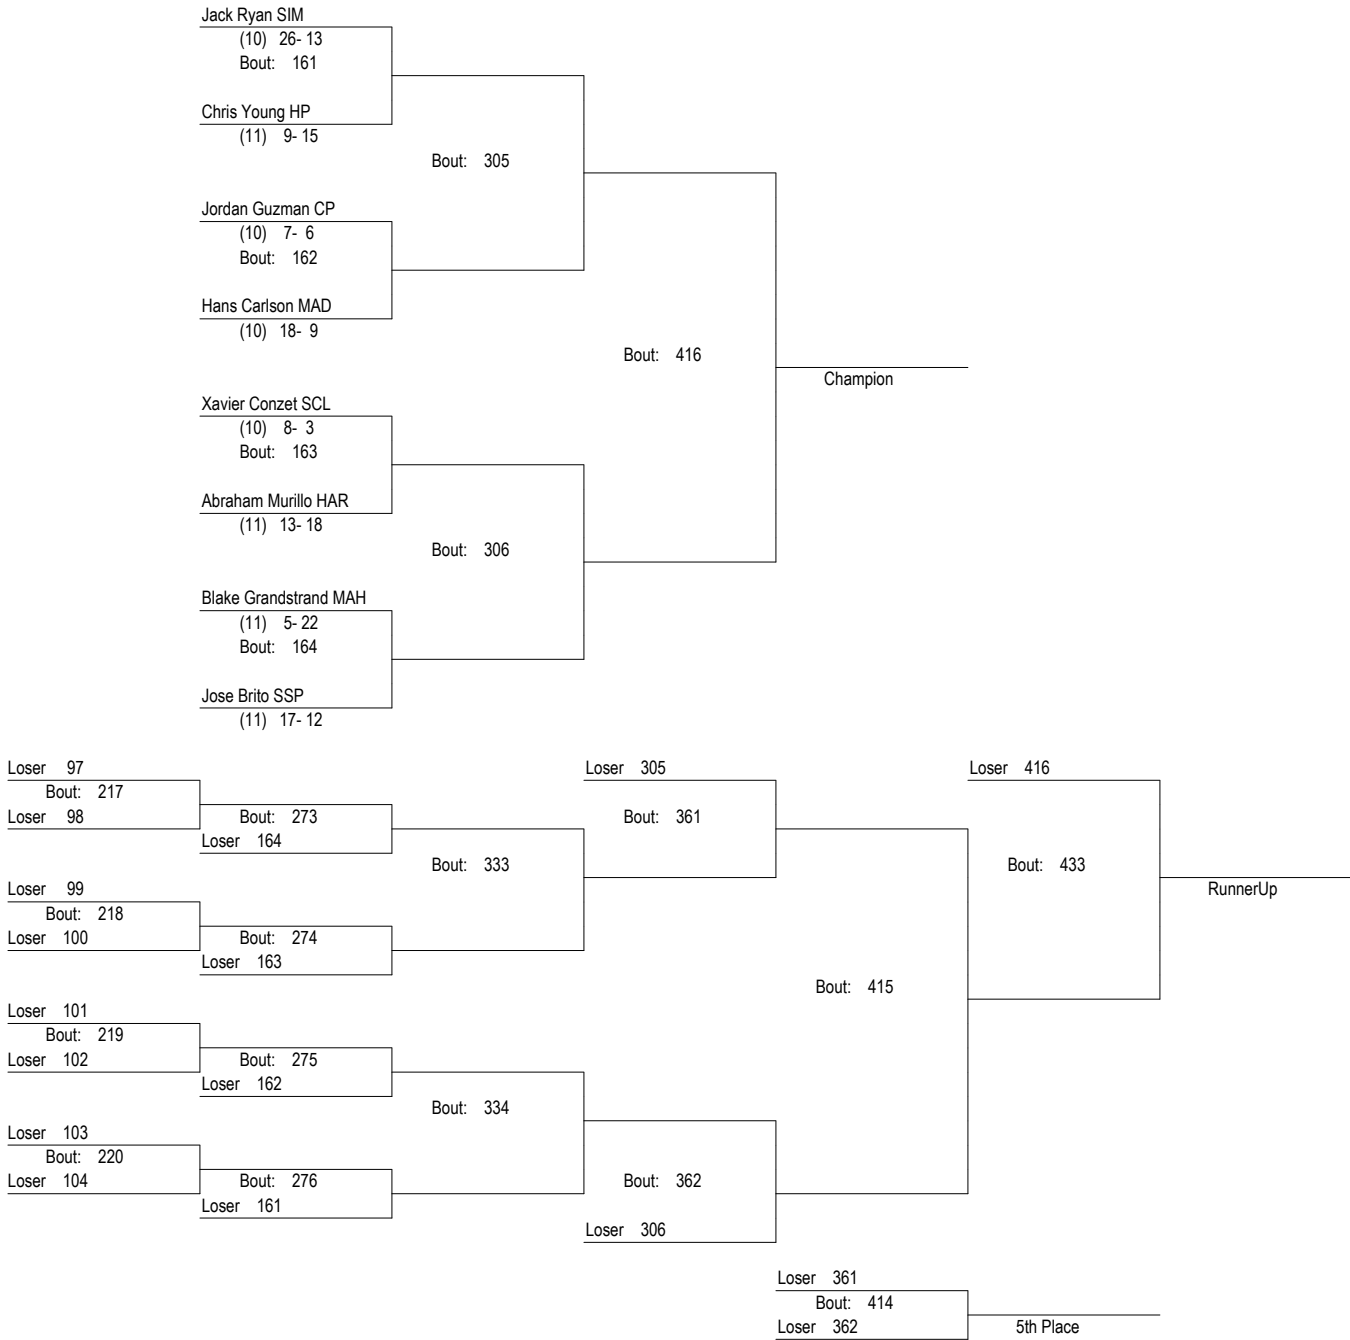 Jack Ryan SIM
(10) 26- 13
Bout: 161
Chris Young HP
(11) 9- 15
Bout: 305
Jordan Guzman CP
(10) 7- 6
Bout: 162
Hans Carlson MAD
(10) 18- 9
Bout: 416
Champion
Xavier Conzet SCL
(10) 8- 3
Bout: 163
Abraham Murillo HAR
(11) 13- 18
Bout: 306
Blake Grandstrand MAH
(11) 5- 22
Bout: 164
Jose Brito SSP
(11) 17- 12
Loser 97
Bout: 217
Loser 98
Bout: 273
Loser 164
Bout: 333
Loser 305
Bout: 361
Loser 416
Bout: 433
RunnerUp
Loser 99
Bout: 218
Loser 100
Bout: 274
Loser 163
Bout: 415
Loser 101
Bout: 219
Loser 102
Bout: 275
Loser 162
Bout: 334
Loser 103
Bout: 220
Loser 104
Bout: 276
Loser 161
Bout: 362
Loser 306
Loser 361
Bout: 414
Loser 362
5th Place